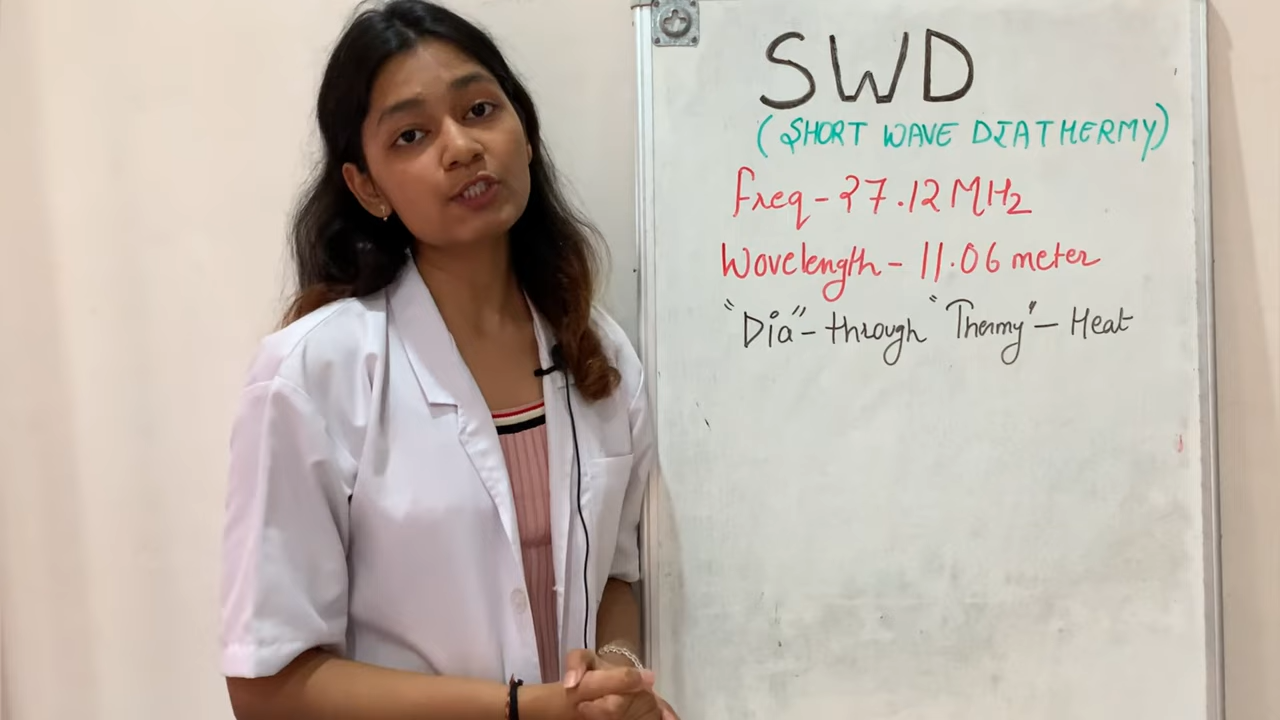 SWD
(SHORT WAVE DIATHERMY)
Freq - 27.12 MHz
Wavelength - 11.06 meter
"Dia" - through "Thermy" - Heat